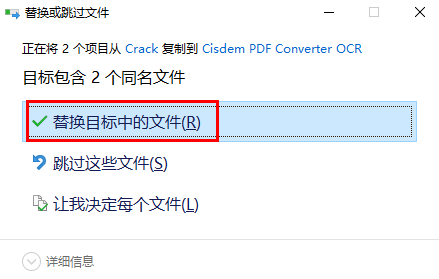 替换或跳过文件
正在将 2 个项目从 Crack 复制到 Cisdem PDF Converter OCR
目标包含 2 个同名文件
替换目标中的文件(R)
跳过这些文件(S)
让我决定每个文件(L)
详细信息